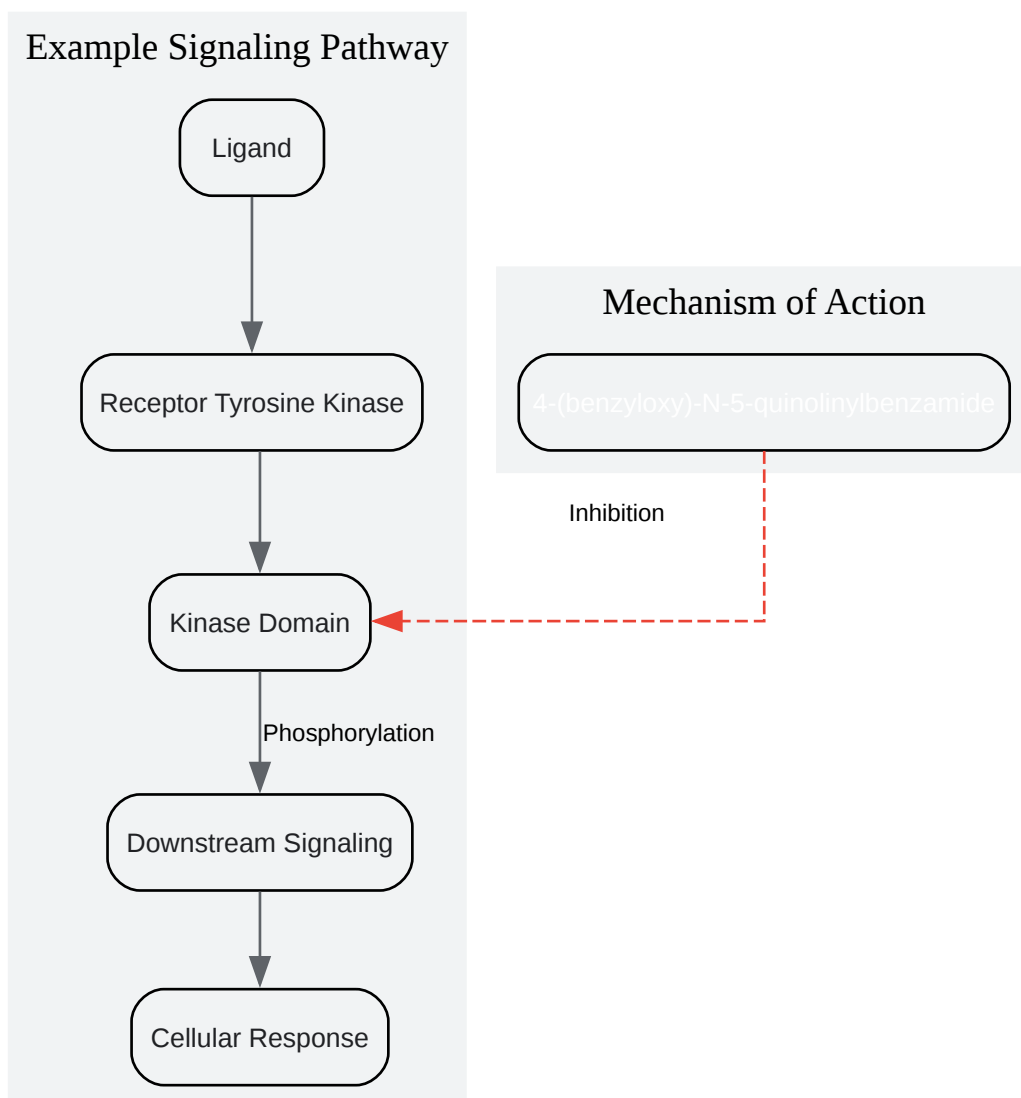 Example Signaling Pathway
Ligand
Mechanism of Action
Receptor Tyrosine Kinase
4-(benzyloxy)-N-5-quinolinylbenzamide
Inhibition
Kinase Domain
Phosphorylation
Downstream Signaling
Cellular Response